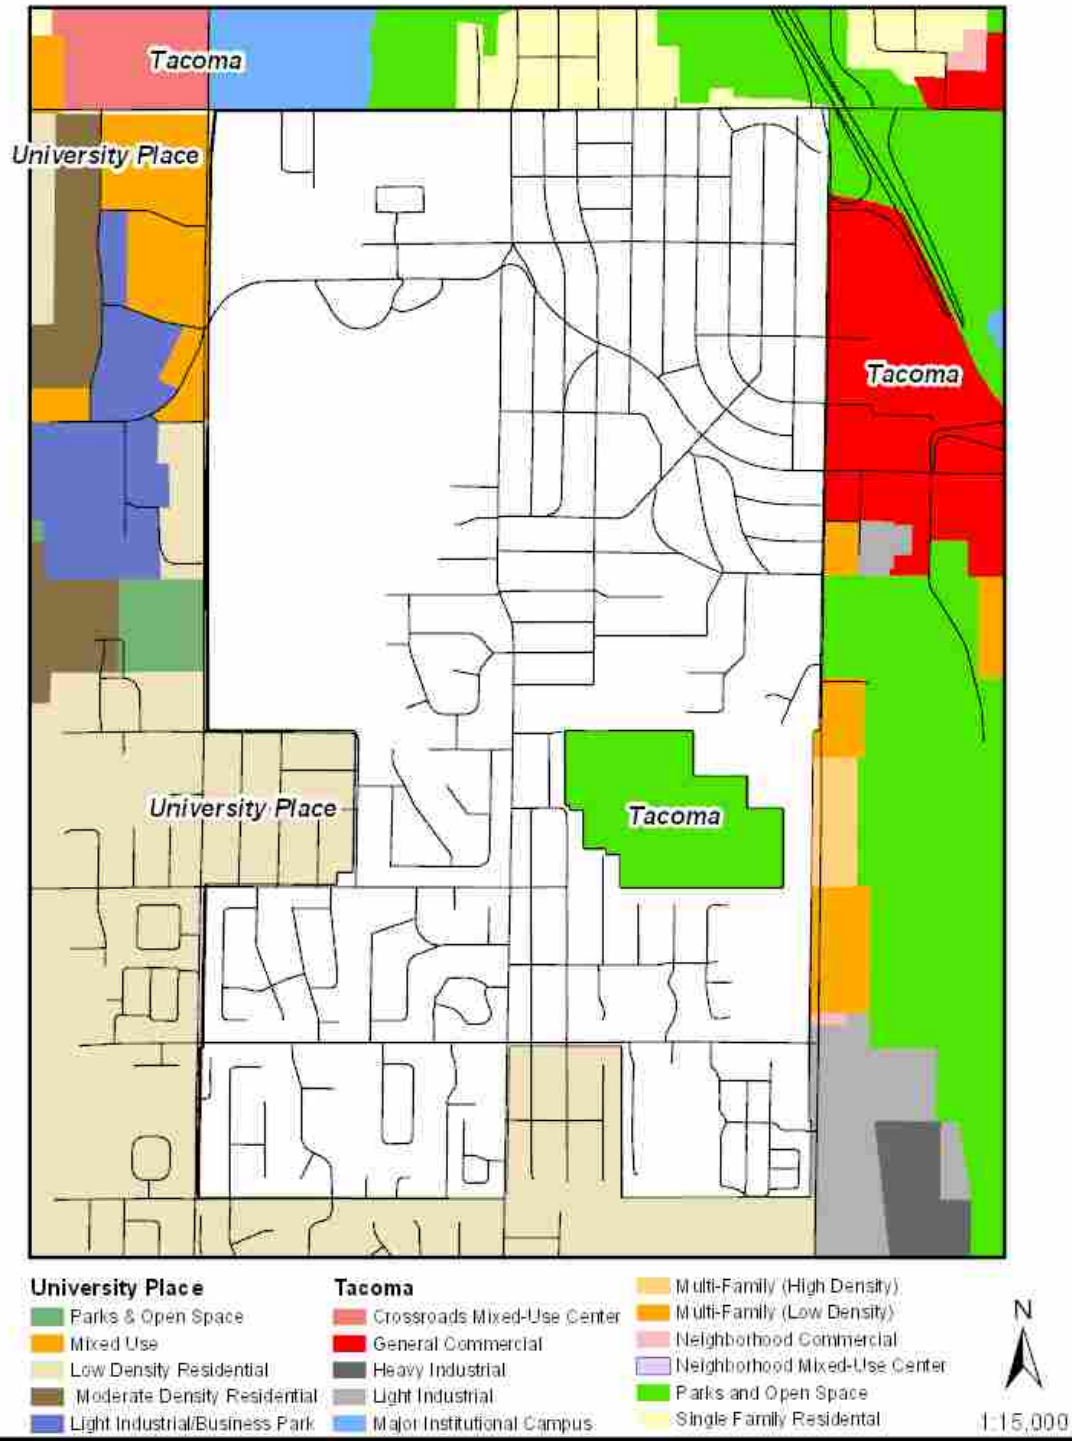 Tacoma
University Place
Tacoma
University Place
Tacoma
University Place
Parks & Open Space
Mixed Use
Low Density Residential
Moderate Density Residential
Light Industrial/Business Park
Tacoma
Crossroads Mixed-Use Center
General Commercial
Heavy Industrial
Light Industrial
Major Institutional Campus
Multi-Family (High Density)
Multi-Family (Low Density)
Neighborhood Commercial
Neighborhood Mixed-Use Center
Parks and Open Space
Single Family Residental
N
1:15,000